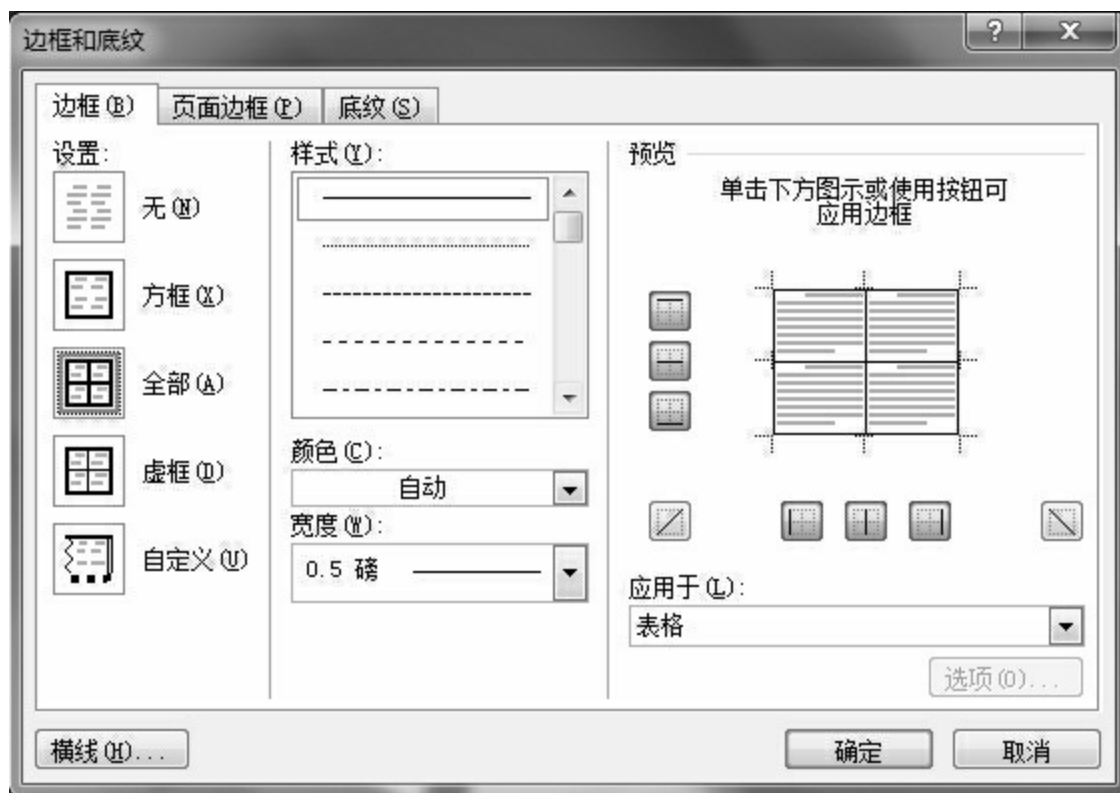 边框和底纹
边框(B) 页面边框(P) 底纹(S)
设置:
无(N)
方框(X)
全部(A)
虚框(D)
自定义(U)
样式(Y):
颜色(C):
自动
宽度(W):
0.5 磅
预览
单击下方图示或使用按钮可
应用边框
应用于(L):
表格
选项(O)...
横线(H)...
确定
取消